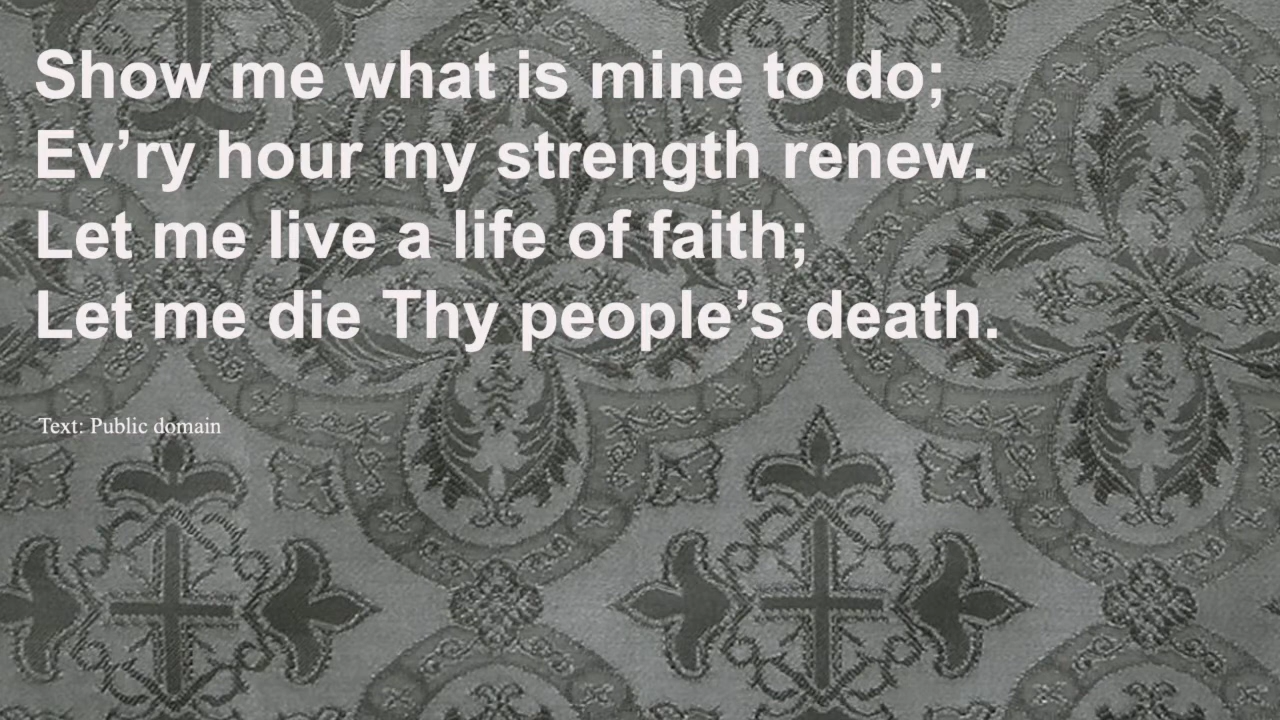 Show me what is mine to do;
Ev’ry hour my strength renew.
Let me live a life of faith;
Let me die Thy people’s death.
Text: Public domain